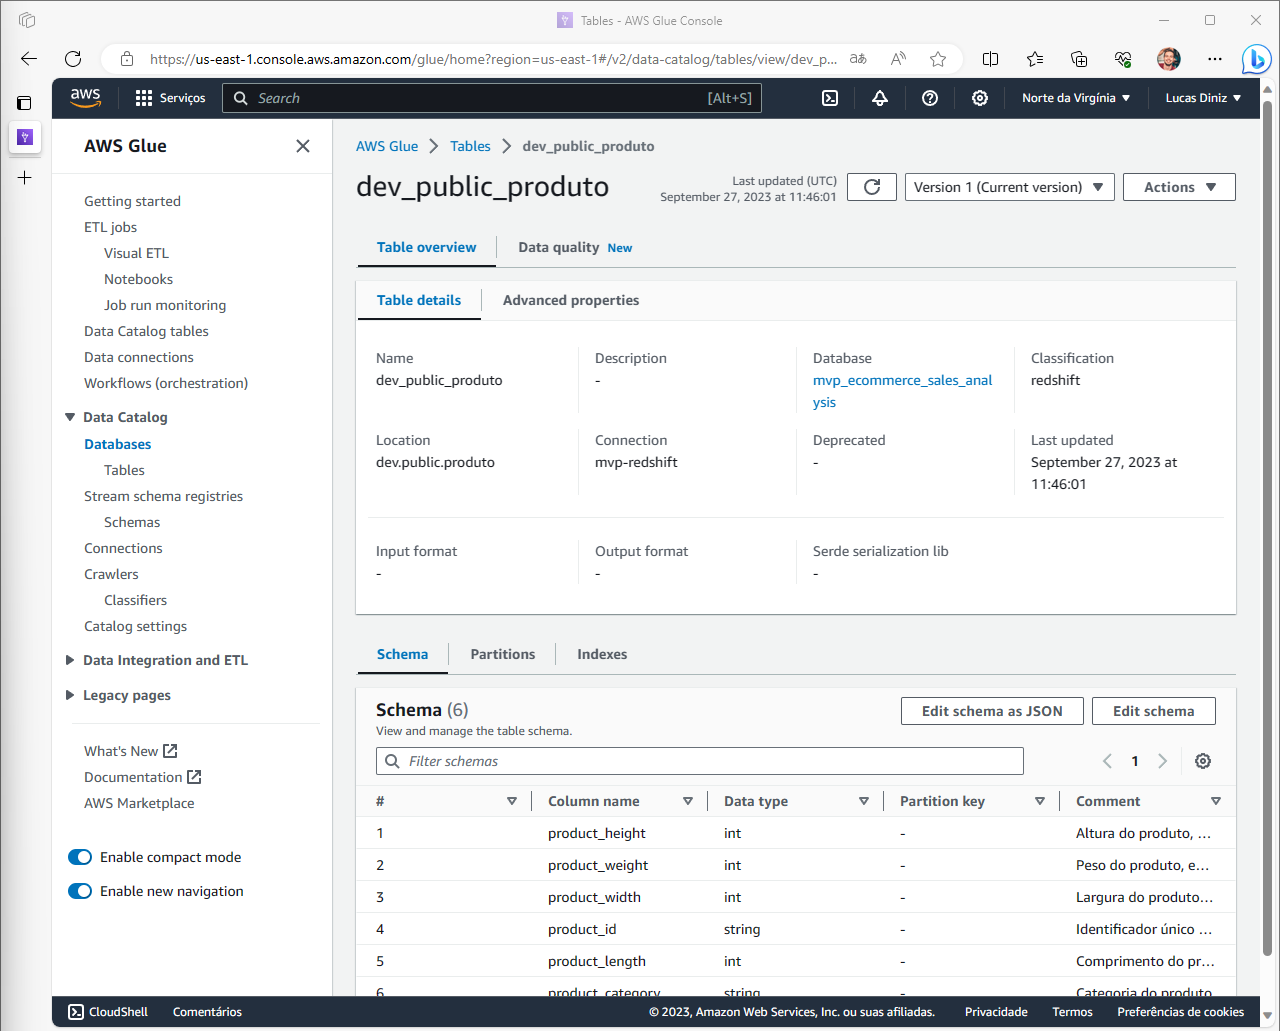 Tables - AWS Glue Console
https://us-east-1.console.aws.amazon.com/glue/home?region=us-east-1#/v2/data-catalog/tables/view/dev_p...
aws
Serviços
Search
[Alt+S]
Norte da Virgínia
Lucas Diniz
AWS Glue
Getting started
ETL jobs
Visual ETL
Notebooks
Job run monitoring
Data Catalog tables
Data connections
Workflows (orchestration)
Data Catalog
Databases
Tables
Stream schema registries
Schemas
Connections
Crawlers
Classifiers
Catalog settings
Data Integration and ETL
Legacy pages
What's New
Documentation
AWS Marketplace
Enable compact mode
Enable new navigation
AWS Glue > Tables > dev_public_produto
dev_public_produto
Last updated (UTC)
September 27, 2023 at 11:46:01
Version 1 (Current version)
Actions
Table overview
Data quality New
Table details
Advanced properties
Name
dev_public_produto
Description
-
Database
mvp_ecommerce_sales_anal
ysis
Classification
redshift
Location
dev.public.produto
Connection
mvp-redshift
Deprecated
-
Last updated
September 27, 2023 at
11:46:01
Input format
-
Output format
-
Serde serialization lib
-
Schema
Partitions
Indexes
Schema (6)
View and manage the table schema.
Edit schema as JSON
Edit schema
Filter schemas
1
# Column name Data type Partition key Comment
1 product_height int - Altura do produto, ...
2 product_weight int - Peso do produto, e...
3 product_width int - Largura do produto...
4 product_id string - Identificador único ...
5 product_length int - Comprimento do pr...
6 product_category string - Categoria do produto
CloudShell
Comentários
© 2023, Amazon Web Services, Inc. ou suas afiliadas.
Privacidade
Termos
Preferências de cookies